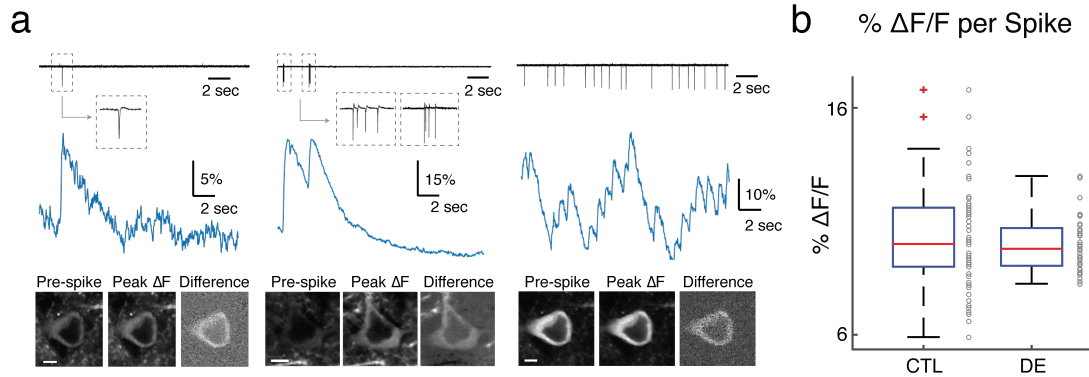 a
2 sec
2 sec
2 sec
5%
2 sec
15%
2 sec
10%
2 sec
Pre-spike Peak ΔF Difference
Pre-spike Peak ΔF Difference
Pre-spike Peak ΔF Difference
b
% ΔF/F per Spike
% ΔF/F
16
6
CTL DE